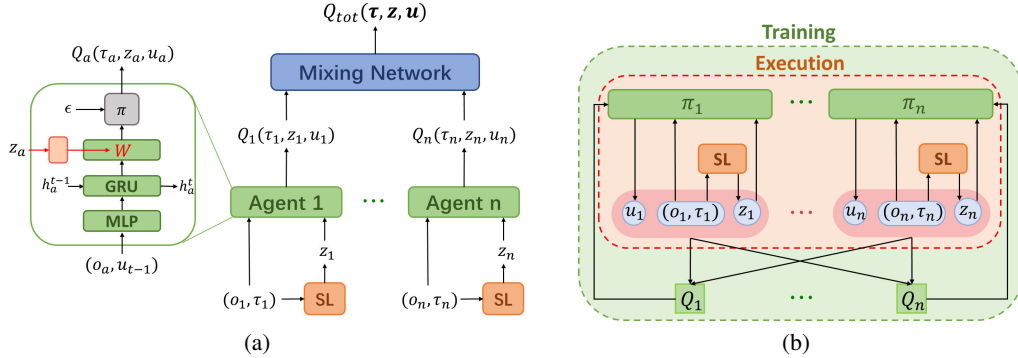 Q_tot(τ, z, u)
Mixing Network
Q_a(τ_a, z_a, u_a)
ϵ
π
z_a
W
h_a^{t-1}
GRU
h_a^t
MLP
(o_a, u_{t-1})
Q_1(τ_1, z_1, u_1)
Q_n(τ_n, z_n, u_n)
Agent 1
...
Agent n
z_1
z_n
(o_1, τ_1)
SL
(o_n, τ_n)
SL
(a)
Training
Execution
π_1
...
π_n
SL
SL
u_1
(o_1, τ_1)
z_1
...
u_n
(o_n, τ_n)
z_n
Q_1
...
Q_n
(b)